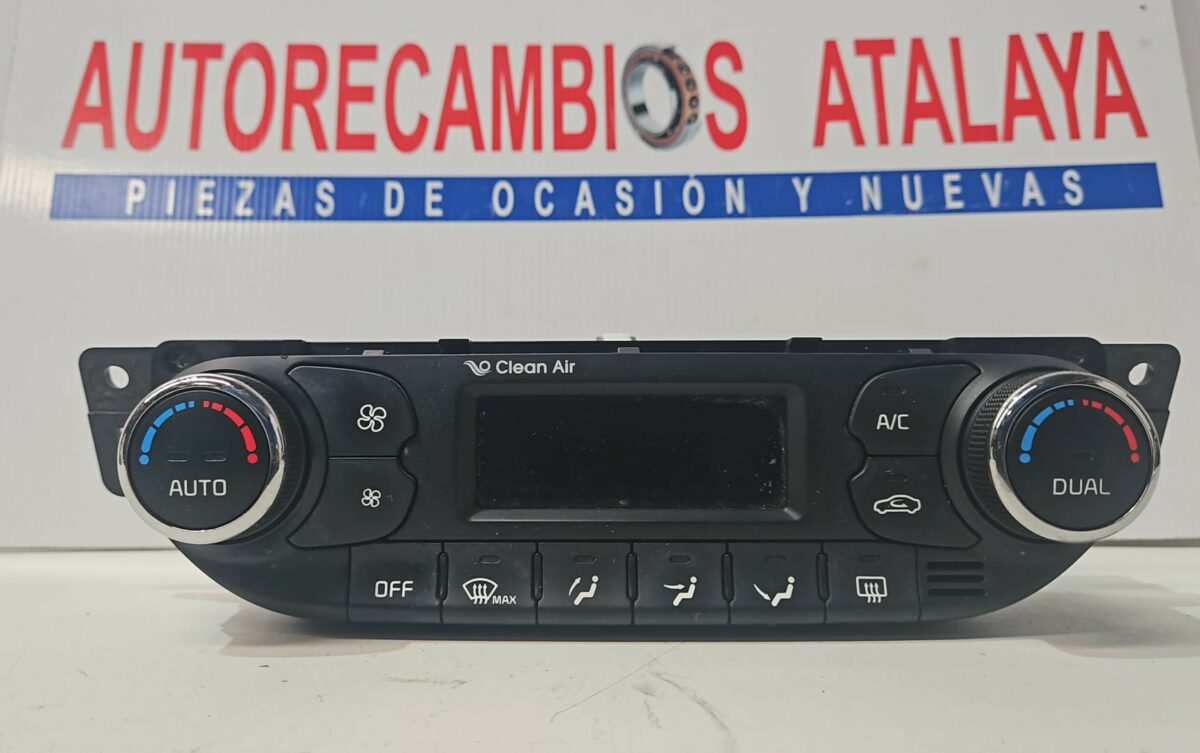 AUTORECAMBIOS ATALAYA
PIEZAS DE OCASIÓN Y NUEVAS
Clean Air
A/C
AUTO
DUAL
OFF
MAX